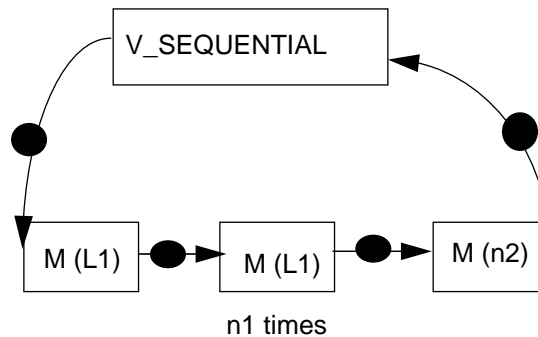 V_SEQUENTIAL
M (L1)
M (L1)
M (n2)
n1 times